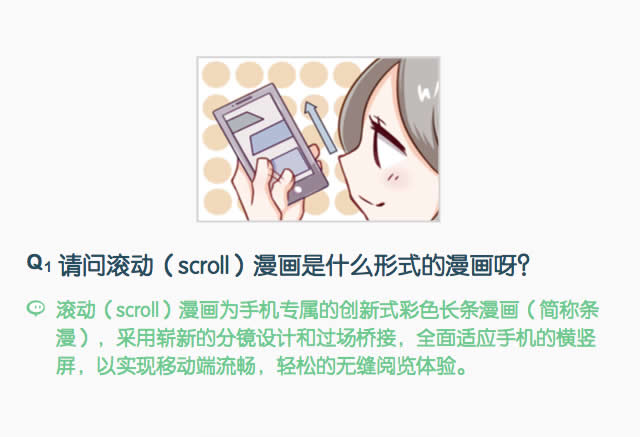 Q1 请问滚动（scroll）漫画是什么形式的漫画呀？
滚动（scroll）漫画为手机专属的创新式彩色长条漫画（简称条
漫），采用崭新的分镜设计和过场桥接，全面适应手机的横竖
屏，以实现移动端流畅，轻松的无缝阅览体验。